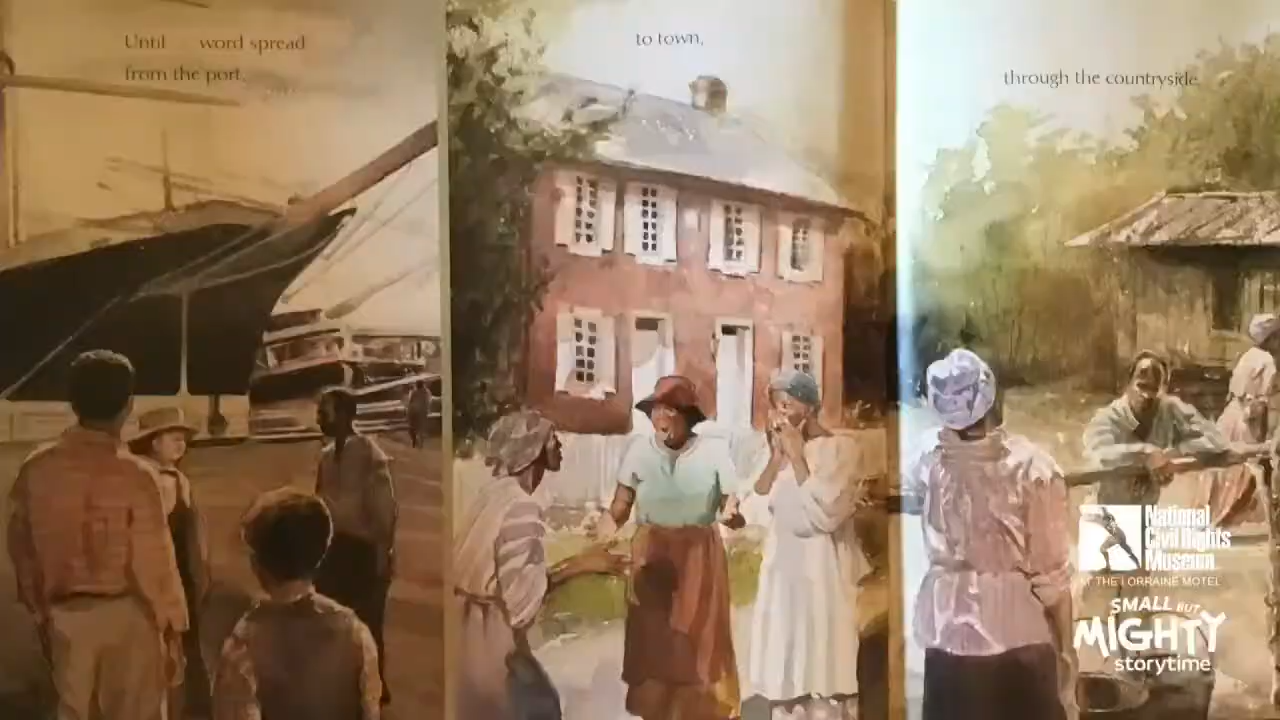 Until word spread
from the port,
to town,
through the countryside
National
Civil Rights
Museum
AT THE LORRAINE MOTEL
SMALL BUT
MIGHTY
storytime